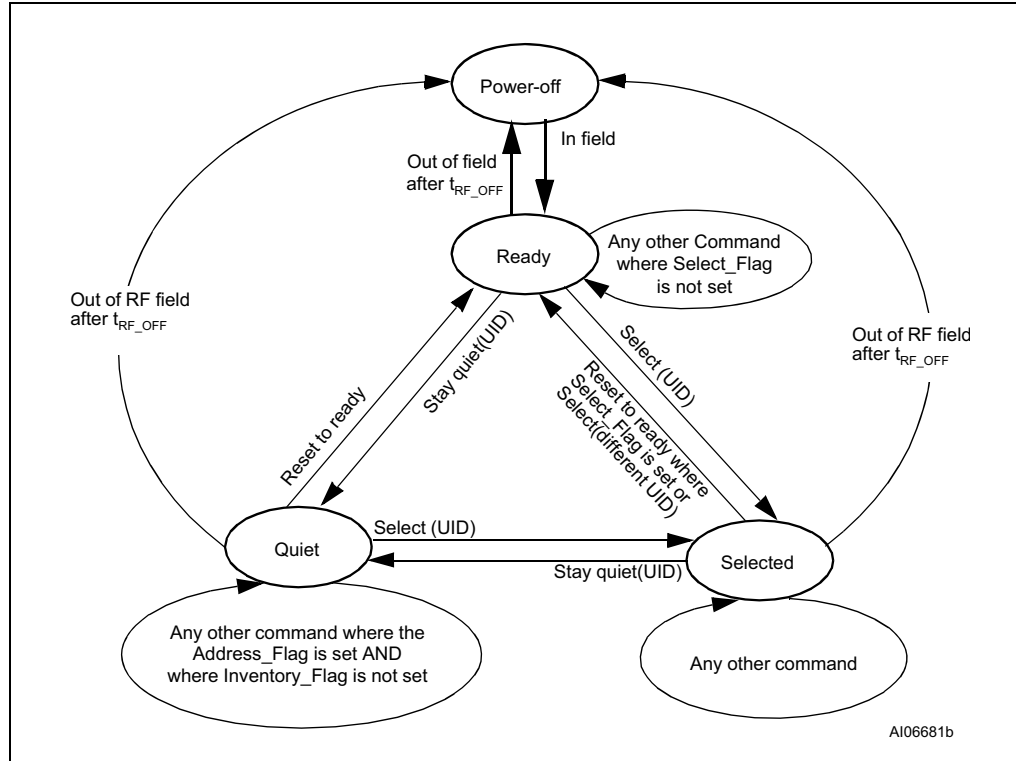 Power-off
In field
Out of field
after tRF_OFF
Ready
Any other Command
where Select_Flag
is not set
Out of RF field
after tRF_OFF
Out of RF field
after tRF_OFF
Reset to ready
Stay quiet(UID)
Select (UID)
Reset to ready where
Select_Flag is set or
Select(different UID)
Quiet
Select (UID)
Stay quiet(UID)
Selected
Any other command where the
Address_Flag is set AND
where Inventory_Flag is not set
Any other command
AI06681b